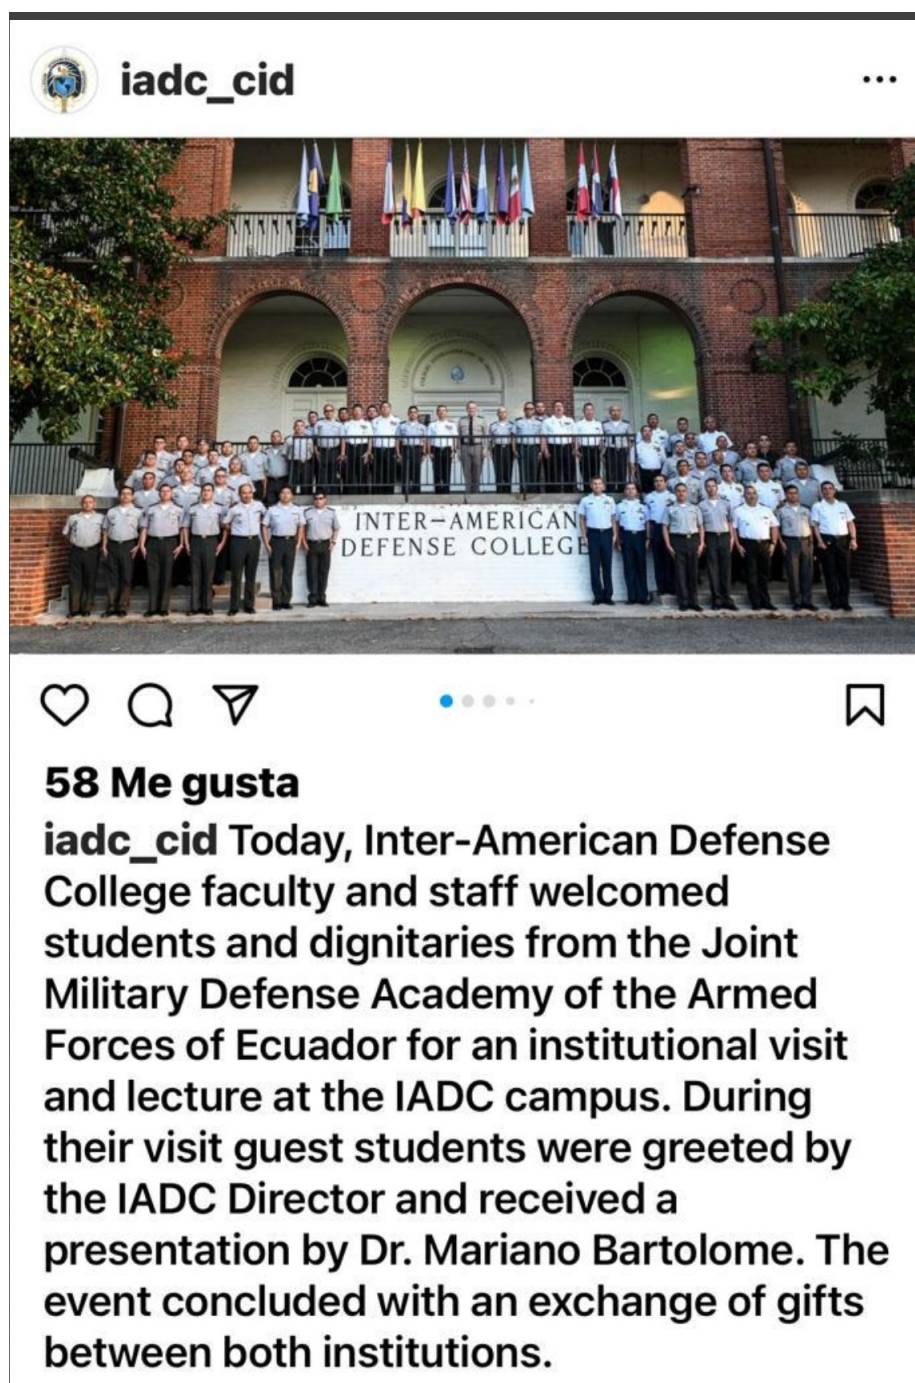 iadc_cid
INTER-AMERICAN
DEFENSE COLLEGE
58 Me gusta
iadc_cid Today, Inter-American Defense
College faculty and staff welcomed
students and dignitaries from the Joint
Military Defense Academy of the Armed
Forces of Ecuador for an institutional visit
and lecture at the IADC campus. During
their visit guest students were greeted by
the IADC Director and received a
presentation by Dr. Mariano Bartolome. The
event concluded with an exchange of gifts
between both institutions.